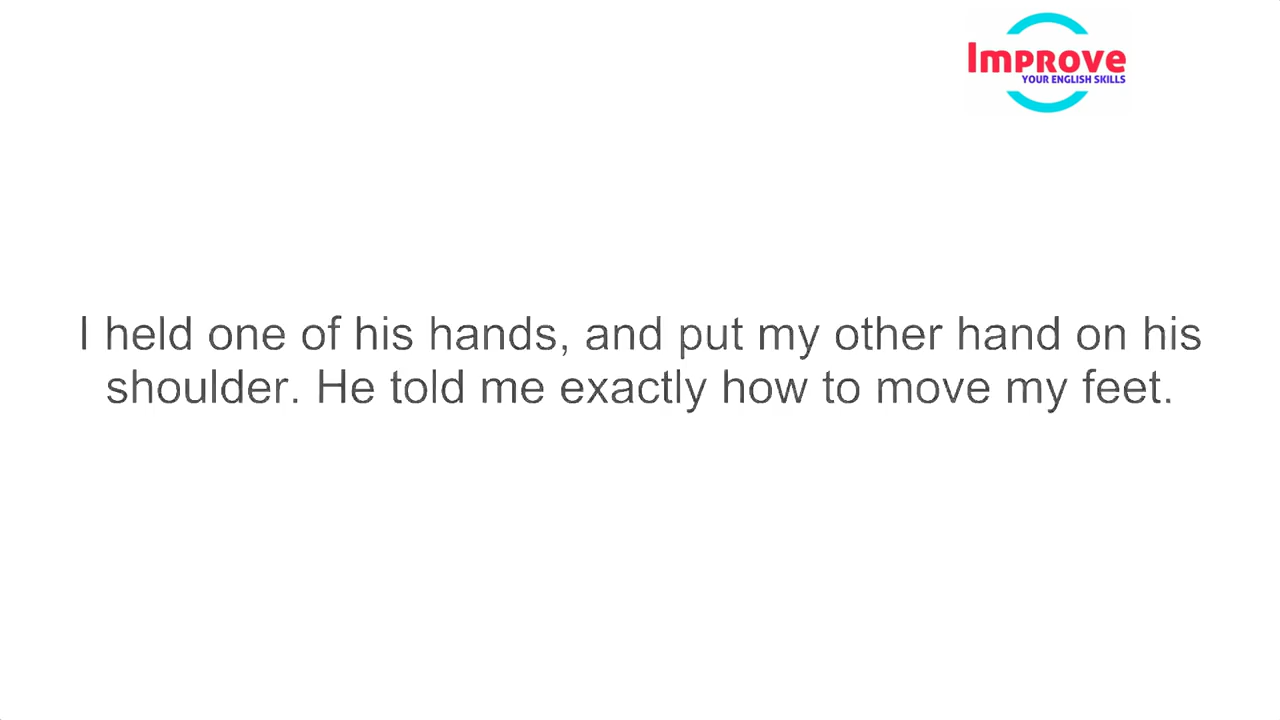 Improve
YOUR ENGLISH SKILLS
I held one of his hands, and put my other hand on his
shoulder. He told me exactly how to move my feet.